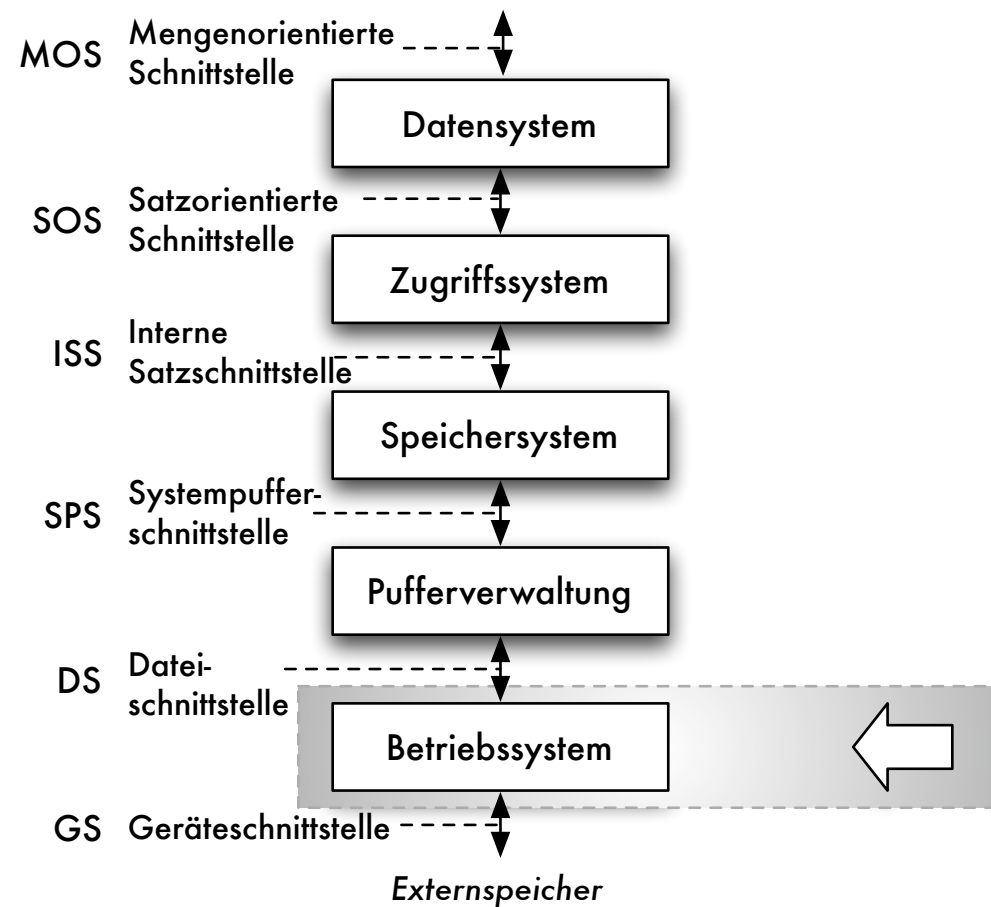 MOS Mengenorientierte
Schnittstelle
Datensystem
SOS Satzorientierte
Schnittstelle
Zugriffssystem
ISS Interne
Satzschnittstelle
Speichersystem
SPS Systempuffer-
schnittstelle
Pufferverwaltung
DS Datei-
schnittstelle
Betriebssystem
GS Geräteschnittstelle
Externspeicher